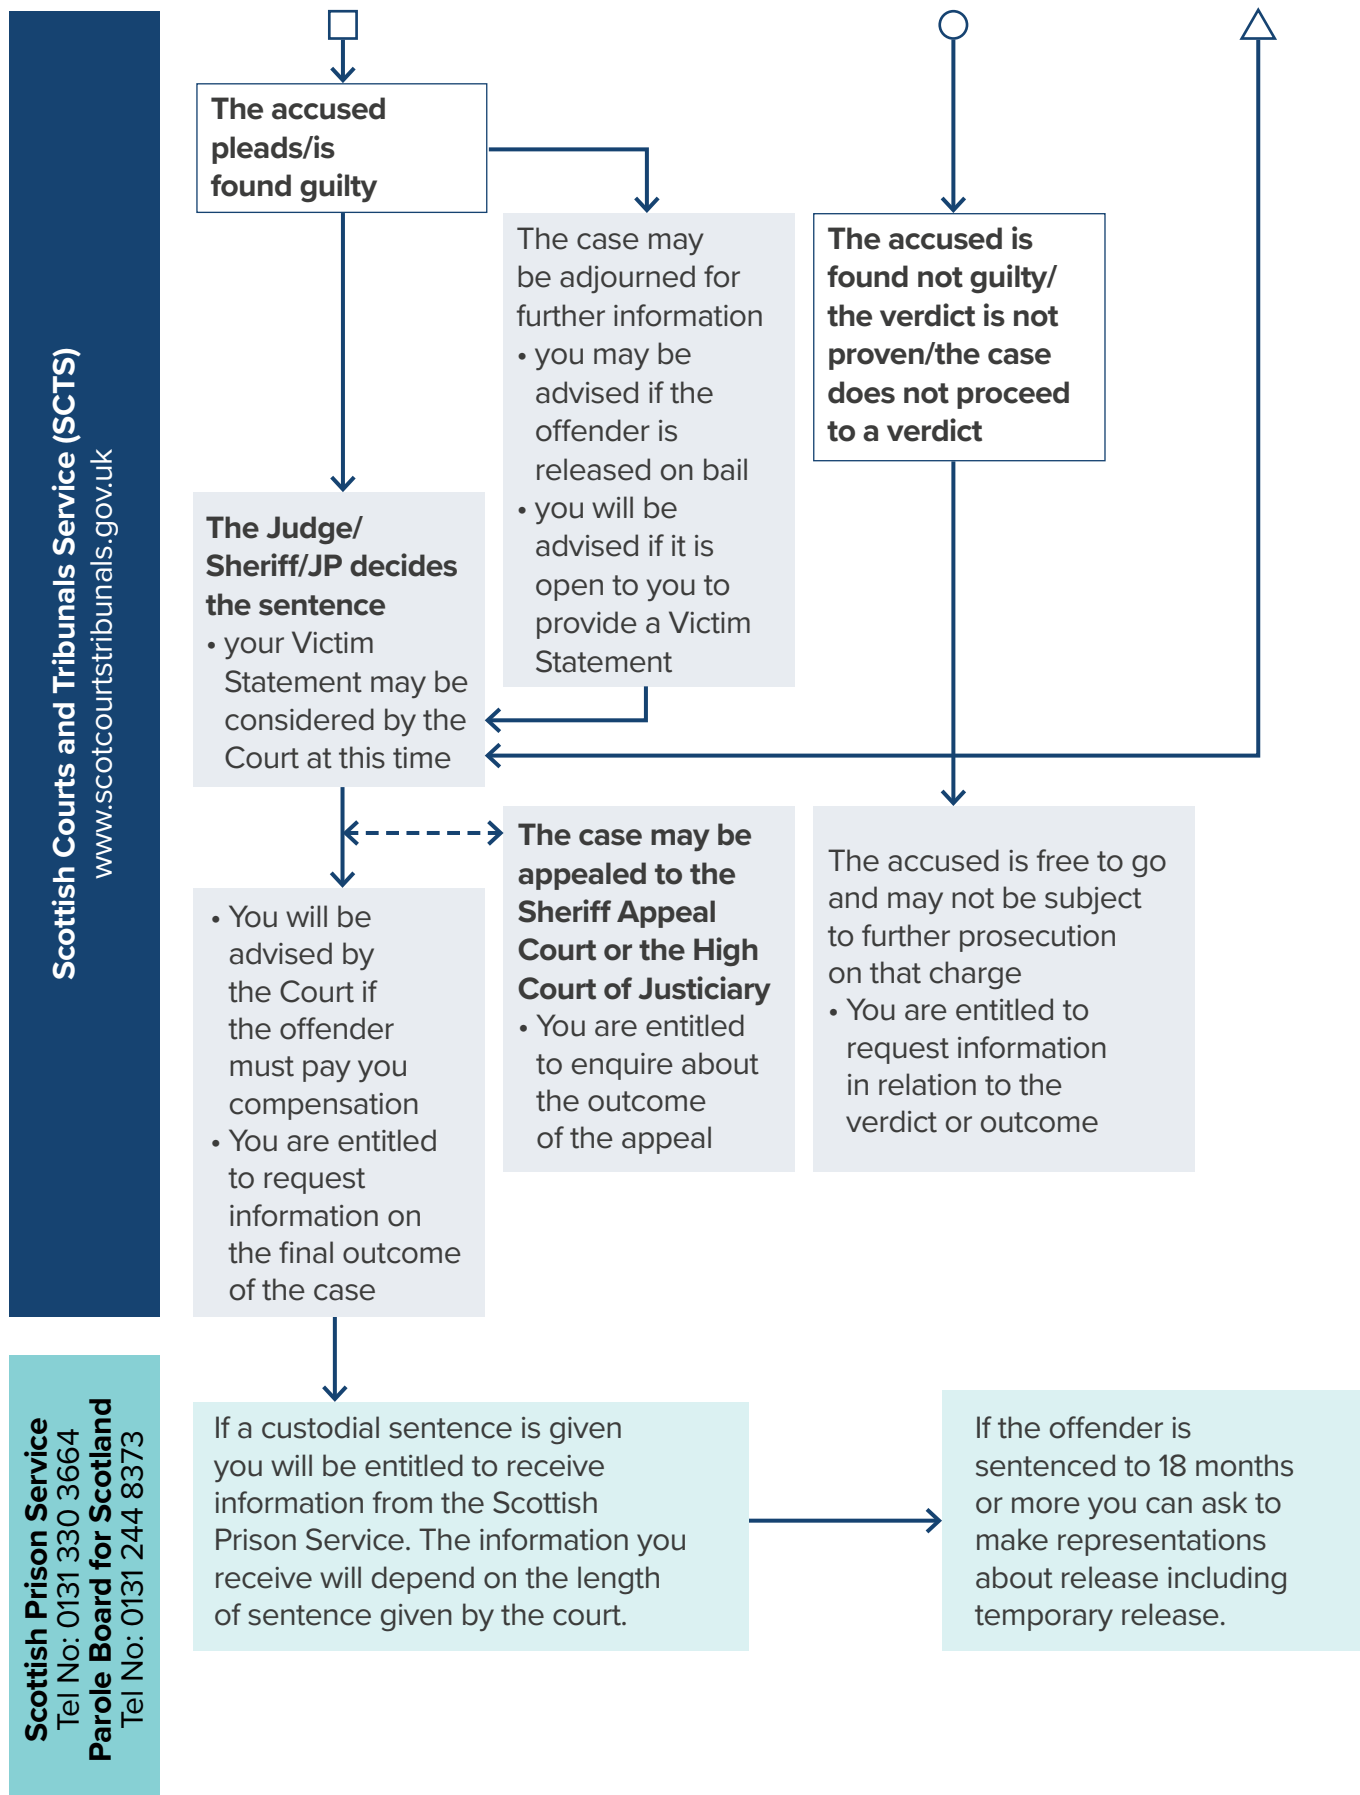 Scottish Courts and Tribunals Service (SCTS)
www.scotcourtstribunals.gov.uk
The accused
pleads/is
found guilty
The case may
be adjourned for
further information
• you may be
advised if the
offender is
released on bail
• you will be
advised if it is
open to you to
provide a Victim
Statement
The accused is
found not guilty/
the verdict is not
proven/the case
does not proceed
to a verdict
The Judge/
Sheriff/JP decides
the sentence
• your Victim
Statement may be
considered by the
Court at this time
The case may be
appealed to the
Sheriff Appeal
Court or the High
Court of Justiciary
• You are entitled
to enquire about
the outcome
of the appeal
The accused is free to go
and may not be subject
to further prosecution
on that charge
• You are entitled to
request information
in relation to the
verdict or outcome
• You will be
advised by
the Court if
the offender
must pay you
compensation
• You are entitled
to request
information on
the final outcome
of the case
Scottish Prison Service
Tel No: 0131 330 3664
Parole Board for Scotland
Tel No: 0131 244 8373
If a custodial sentence is given
you will be entitled to receive
information from the Scottish
Prison Service. The information you
receive will depend on the length
of sentence given by the court.
If the offender is
sentenced to 18 months
or more you can ask to
make representations
about release including
temporary release.